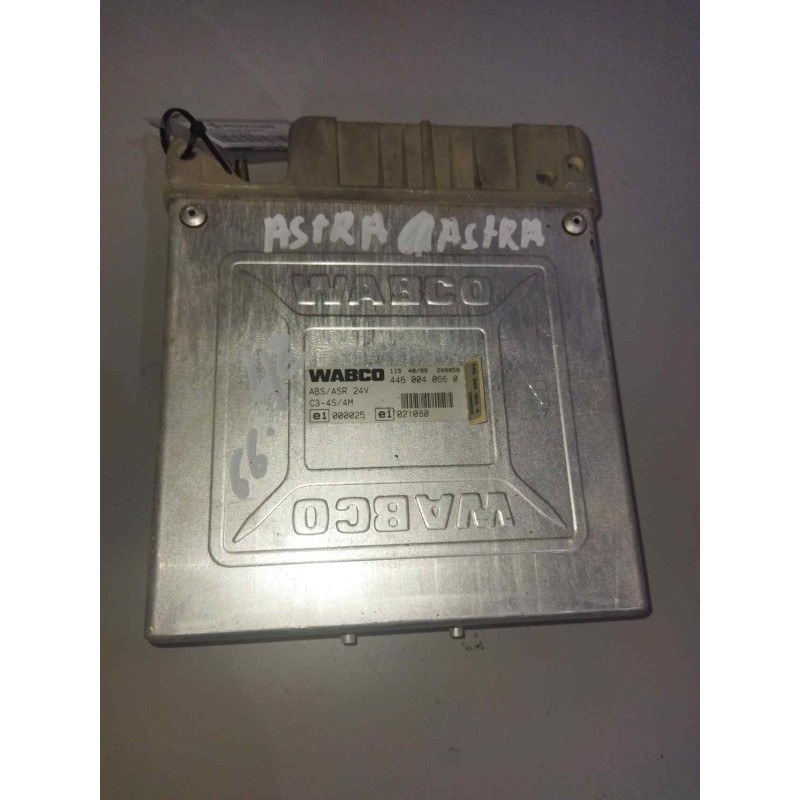 ASTRA ASTRA
WABCO
WABCO 115 40/99
446 004 066 0
ABS/ASR 24V
C3-4S/4M
e1 000025 e1 021080
WABCO